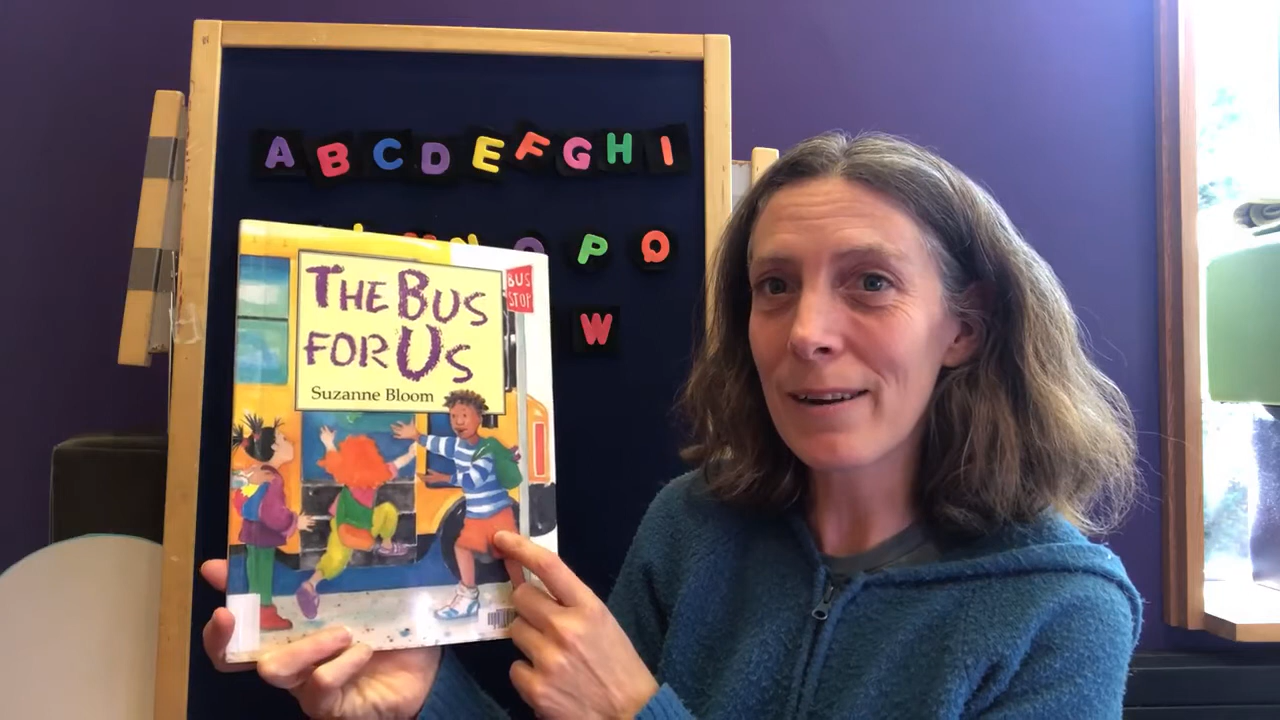 A B C D E F G H I
P Q
W
THE BUS
FOR US
Suzanne Bloom
BUS
STOP